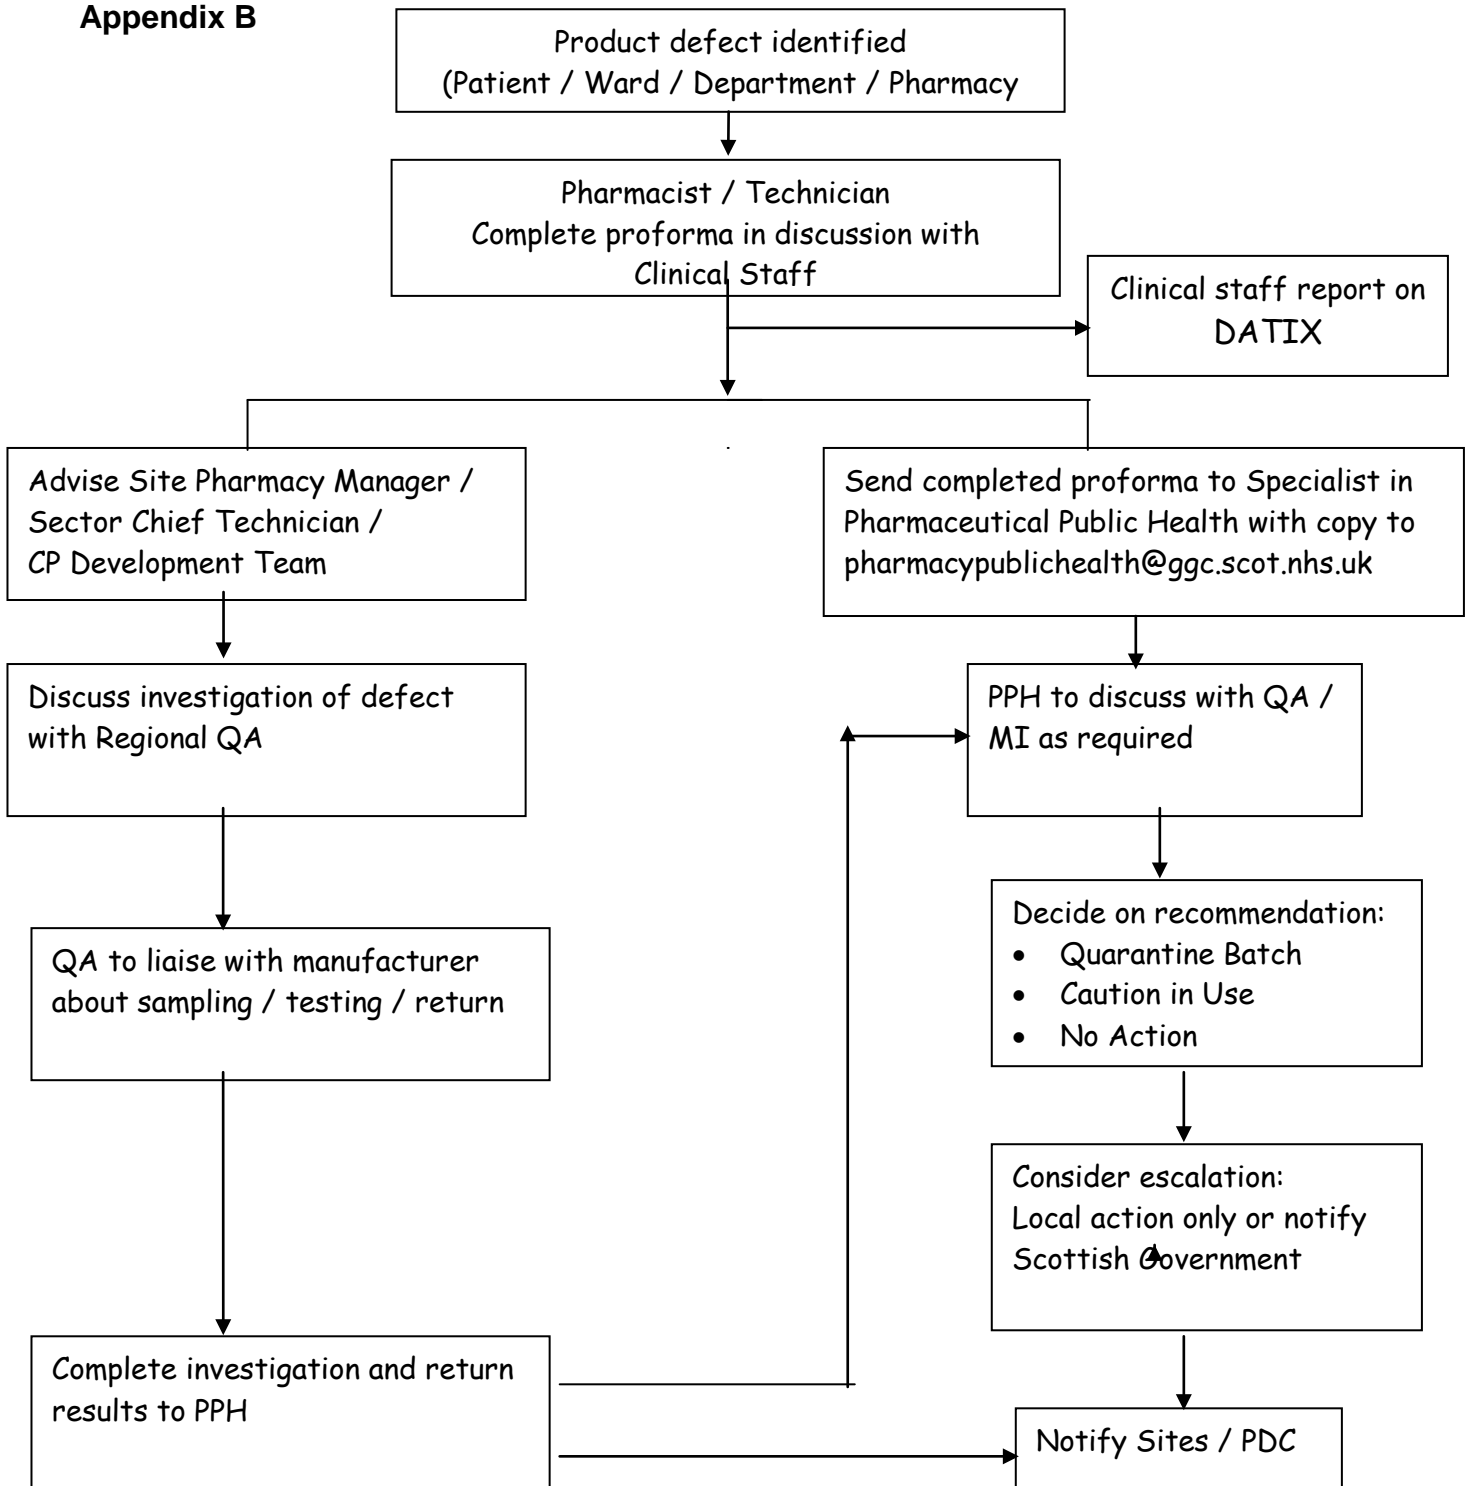 Appendix B
Product defect identified
(Patient / Ward / Department / Pharmacy
Pharmacist / Technician
Complete proforma in discussion with
Clinical Staff
Clinical staff report on
DATIX
Advise Site Pharmacy Manager /
Sector Chief Technician /
CP Development Team
Send completed proforma to Specialist in
Pharmaceutical Public Health with copy to
pharmacypublichealth@ggc.scot.nhs.uk
Discuss investigation of defect
with Regional QA
PPH to discuss with QA /
MI as required
QA to liaise with manufacturer
about sampling / testing / return
Decide on recommendation:
• Quarantine Batch
• Caution in Use
• No Action
Consider escalation:
Local action only or notify
Scottish Government
Complete investigation and return
results to PPH
Notify Sites / PDC